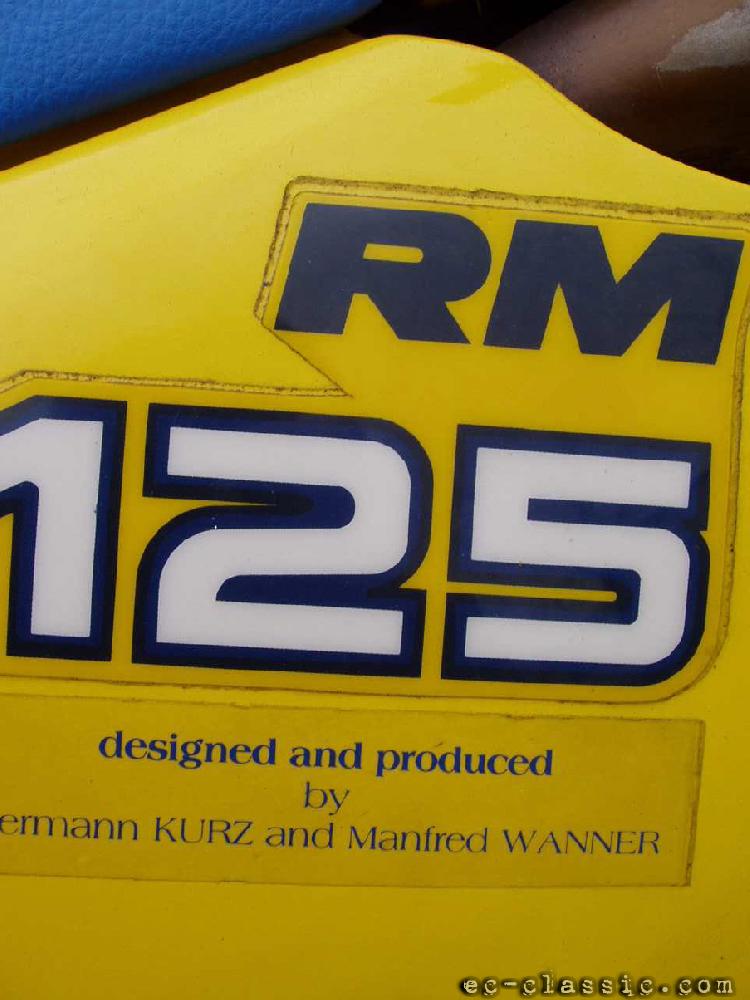 RM
125
designed and produced
by
ermann KURZ and Manfred WANNER
ec-classic.com